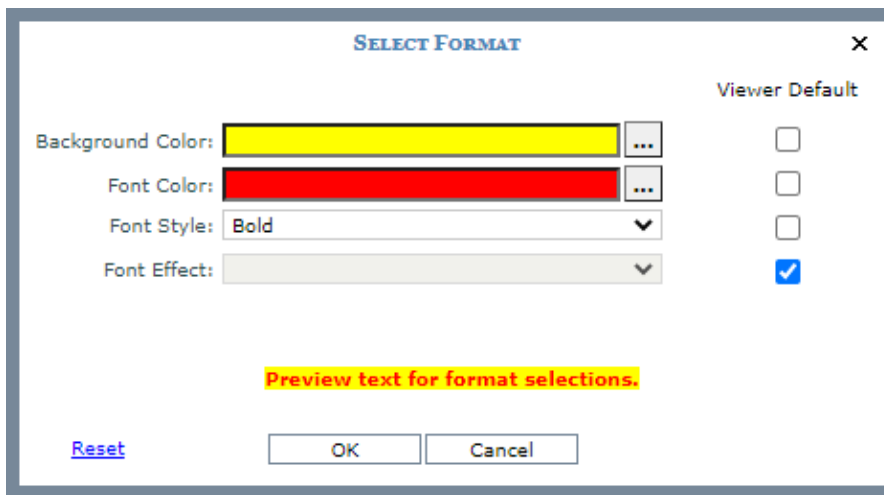 SELECT FORMAT ×
Viewer Default
Background Color: ...
Font Color: ...
Font Style: Bold
Font Effect:
Preview text for format selections.
Reset OK Cancel